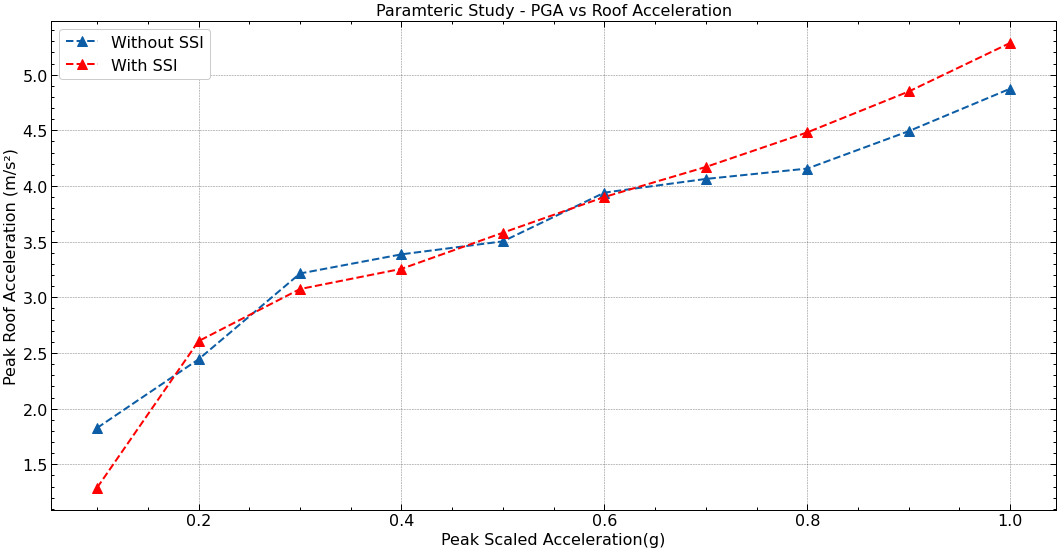 Paramteric Study - PGA vs Roof Acceleration
Without SSI
With SSI
Peak Roof Acceleration (m/s²)
5.0
4.5
4.0
3.5
3.0
2.5
2.0
1.5
0.2 0.4 0.6 0.8 1.0
Peak Scaled Acceleration(g)